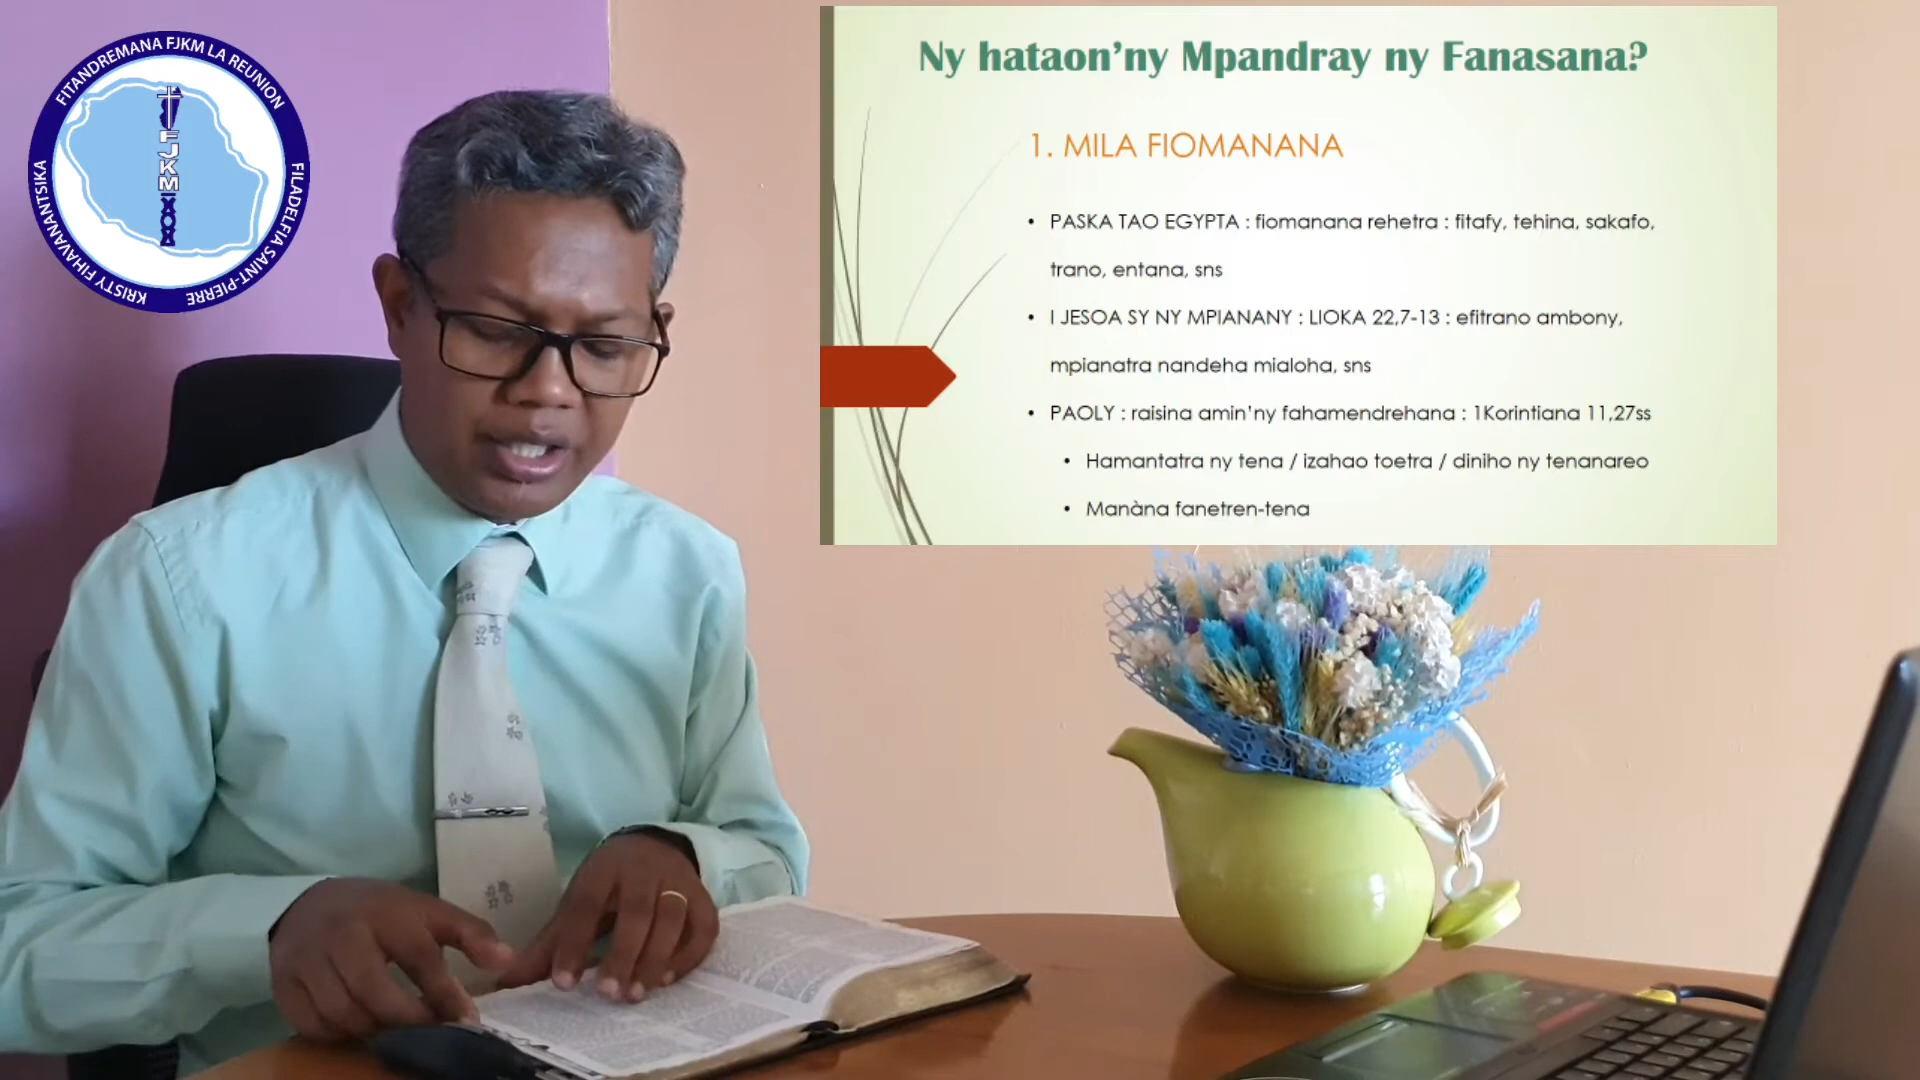 FITANDREMANA FJKM LA REUNION
FILADELFIA SAINT-PIERRE
KRISTY FIHAVANANTSIKA
FJKM
Ny hataon’ny Mpandray ny Fanasana?
1. MILA FIOMANANA
• PASKA TAO EGYPTA : fiomanana rehetra : fitafy, tehina, sakafo,
trano, entana, sns
• I JESOA SY NY MPIANANY : LIOKA 22,7-13 : efitrano ambony,
mpianatra nandeha mialoha, sns
• PAOLY : raisina amin’ny fahamendrehana : 1Korintiana 11,27ss
• Hamantatra ny tena / izahao toetra / diniho ny tenanareo
• Manàna fanetren-tena